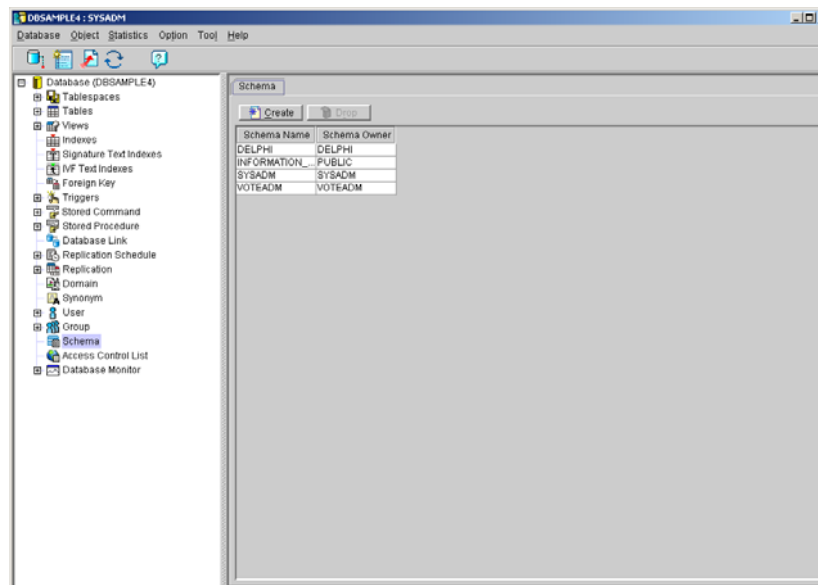 DBSAMPLE4 : SYSADM
Database Object Statistics Option Tool Help
Database (DBSAMPLE4)
Tablespaces
Tables
Views
Indexes
Signature Text Indexes
IVF Text Indexes
Foreign Key
Triggers
Stored Command
Stored Procedure
Database Link
Replication Schedule
Replication
Domain
Synonym
User
Group
Schema
Access Control List
Database Monitor
Schema
Create Drop
Schema Name Schema Owner
DELPHI DELPHI
INFORMATION_... PUBLIC
SYSADM SYSADM
VOTEADM VOTEADM